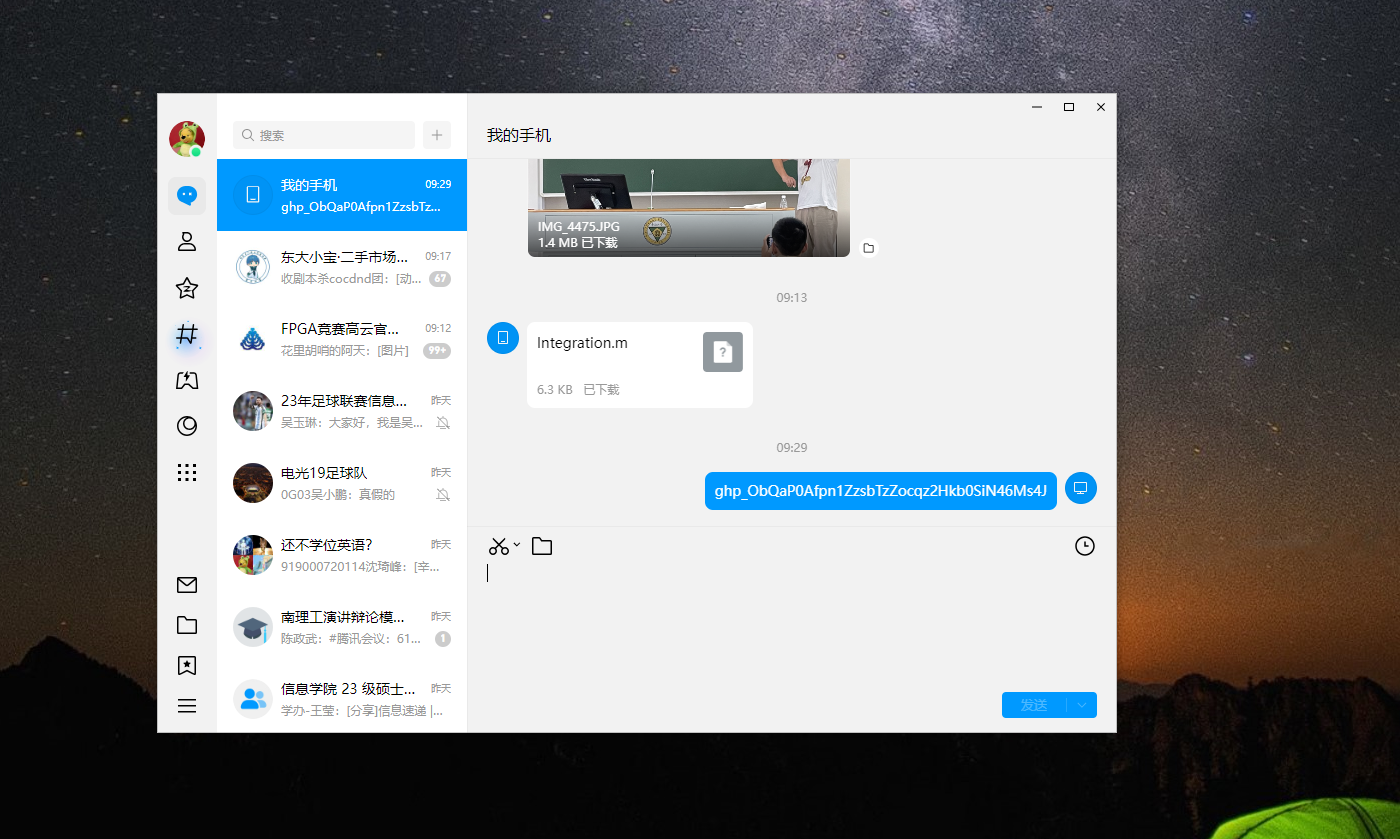 搜索
我的手机
09:29
ghp_ObQaP0Afpn1ZzsbTz...
东大小宝·二手市场...
09:17
收剧本杀cocdnd团：[动...
67
FPGA竞赛高云官...
09:12
花里胡哨的阿天：[图片]
99+
23年足球联赛信息...
昨天
吴玉琳：大家好，我是吴...
电光19足球队
昨天
0G03吴小鹏：真假的
还不学位英语?
昨天
919000720114沈琦峰：[辛...
南理工演讲辩论模...
昨天
陈政武：#腾讯会议：61...
1
信息学院 23 级硕士...
昨天
学办-王莹：[分享]信息速递 |...
我的手机
IMG_4475.JPG
1.4 MB 已下载
09:13
Integration.m
?
6.3 KB 已下载
09:29
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
发送